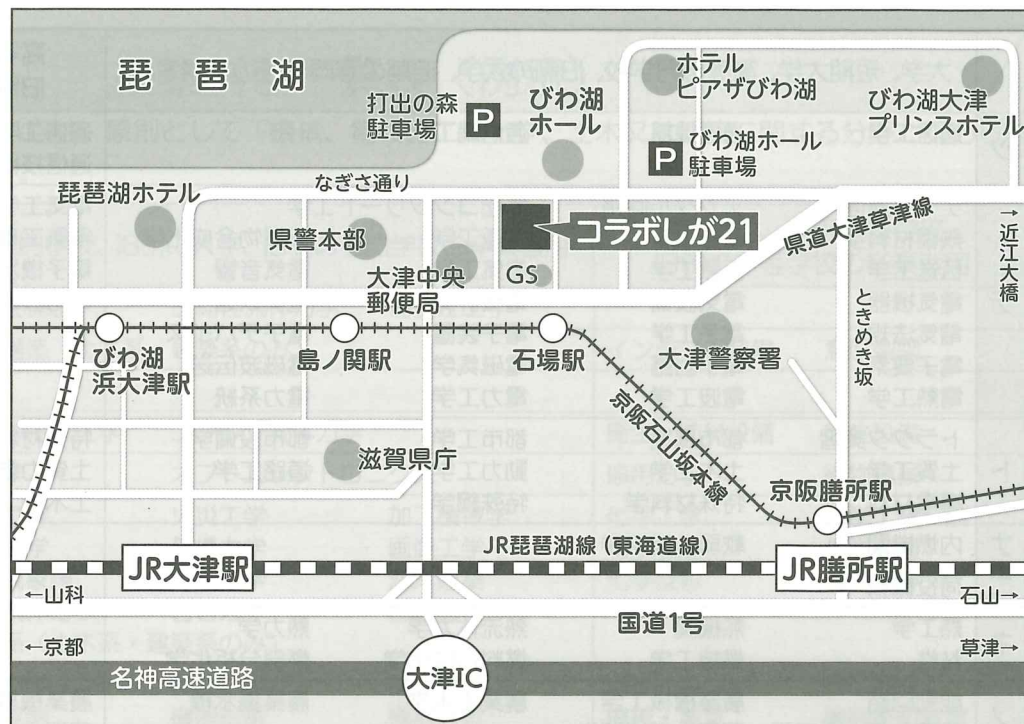 琵琶湖
ホテル
ピアザびわ湖
打出の森
駐車場
P
びわ湖
ホール
びわ湖大津
プリンスホテル
P
びわ湖ホール
駐車場
なぎさ通り
琵琶湖ホテル
県警本部
コラボしが21
県道大津草津線
→近江大橋
大津中央
郵便局
GS
ときめき坂
びわ湖
浜大津駅
島ノ関駅
石場駅
大津警察署
京阪石山坂本線
滋賀県庁
京阪膳所駅
JR琵琶湖線(東海道線)
JR大津駅
JR膳所駅
←山科
石山→
国道1号
←京都
草津→
名神高速道路
大津IC